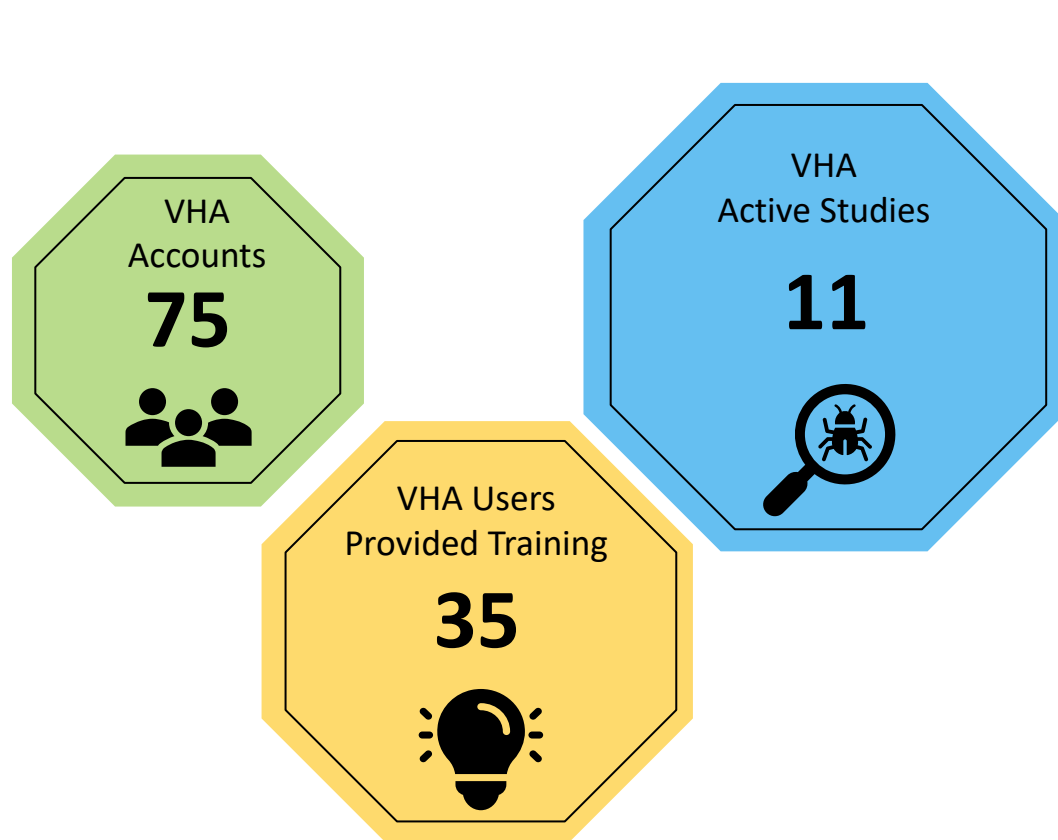 VHA
Accounts
75
VHA
Active Studies
11
VHA Users
Provided Training
35